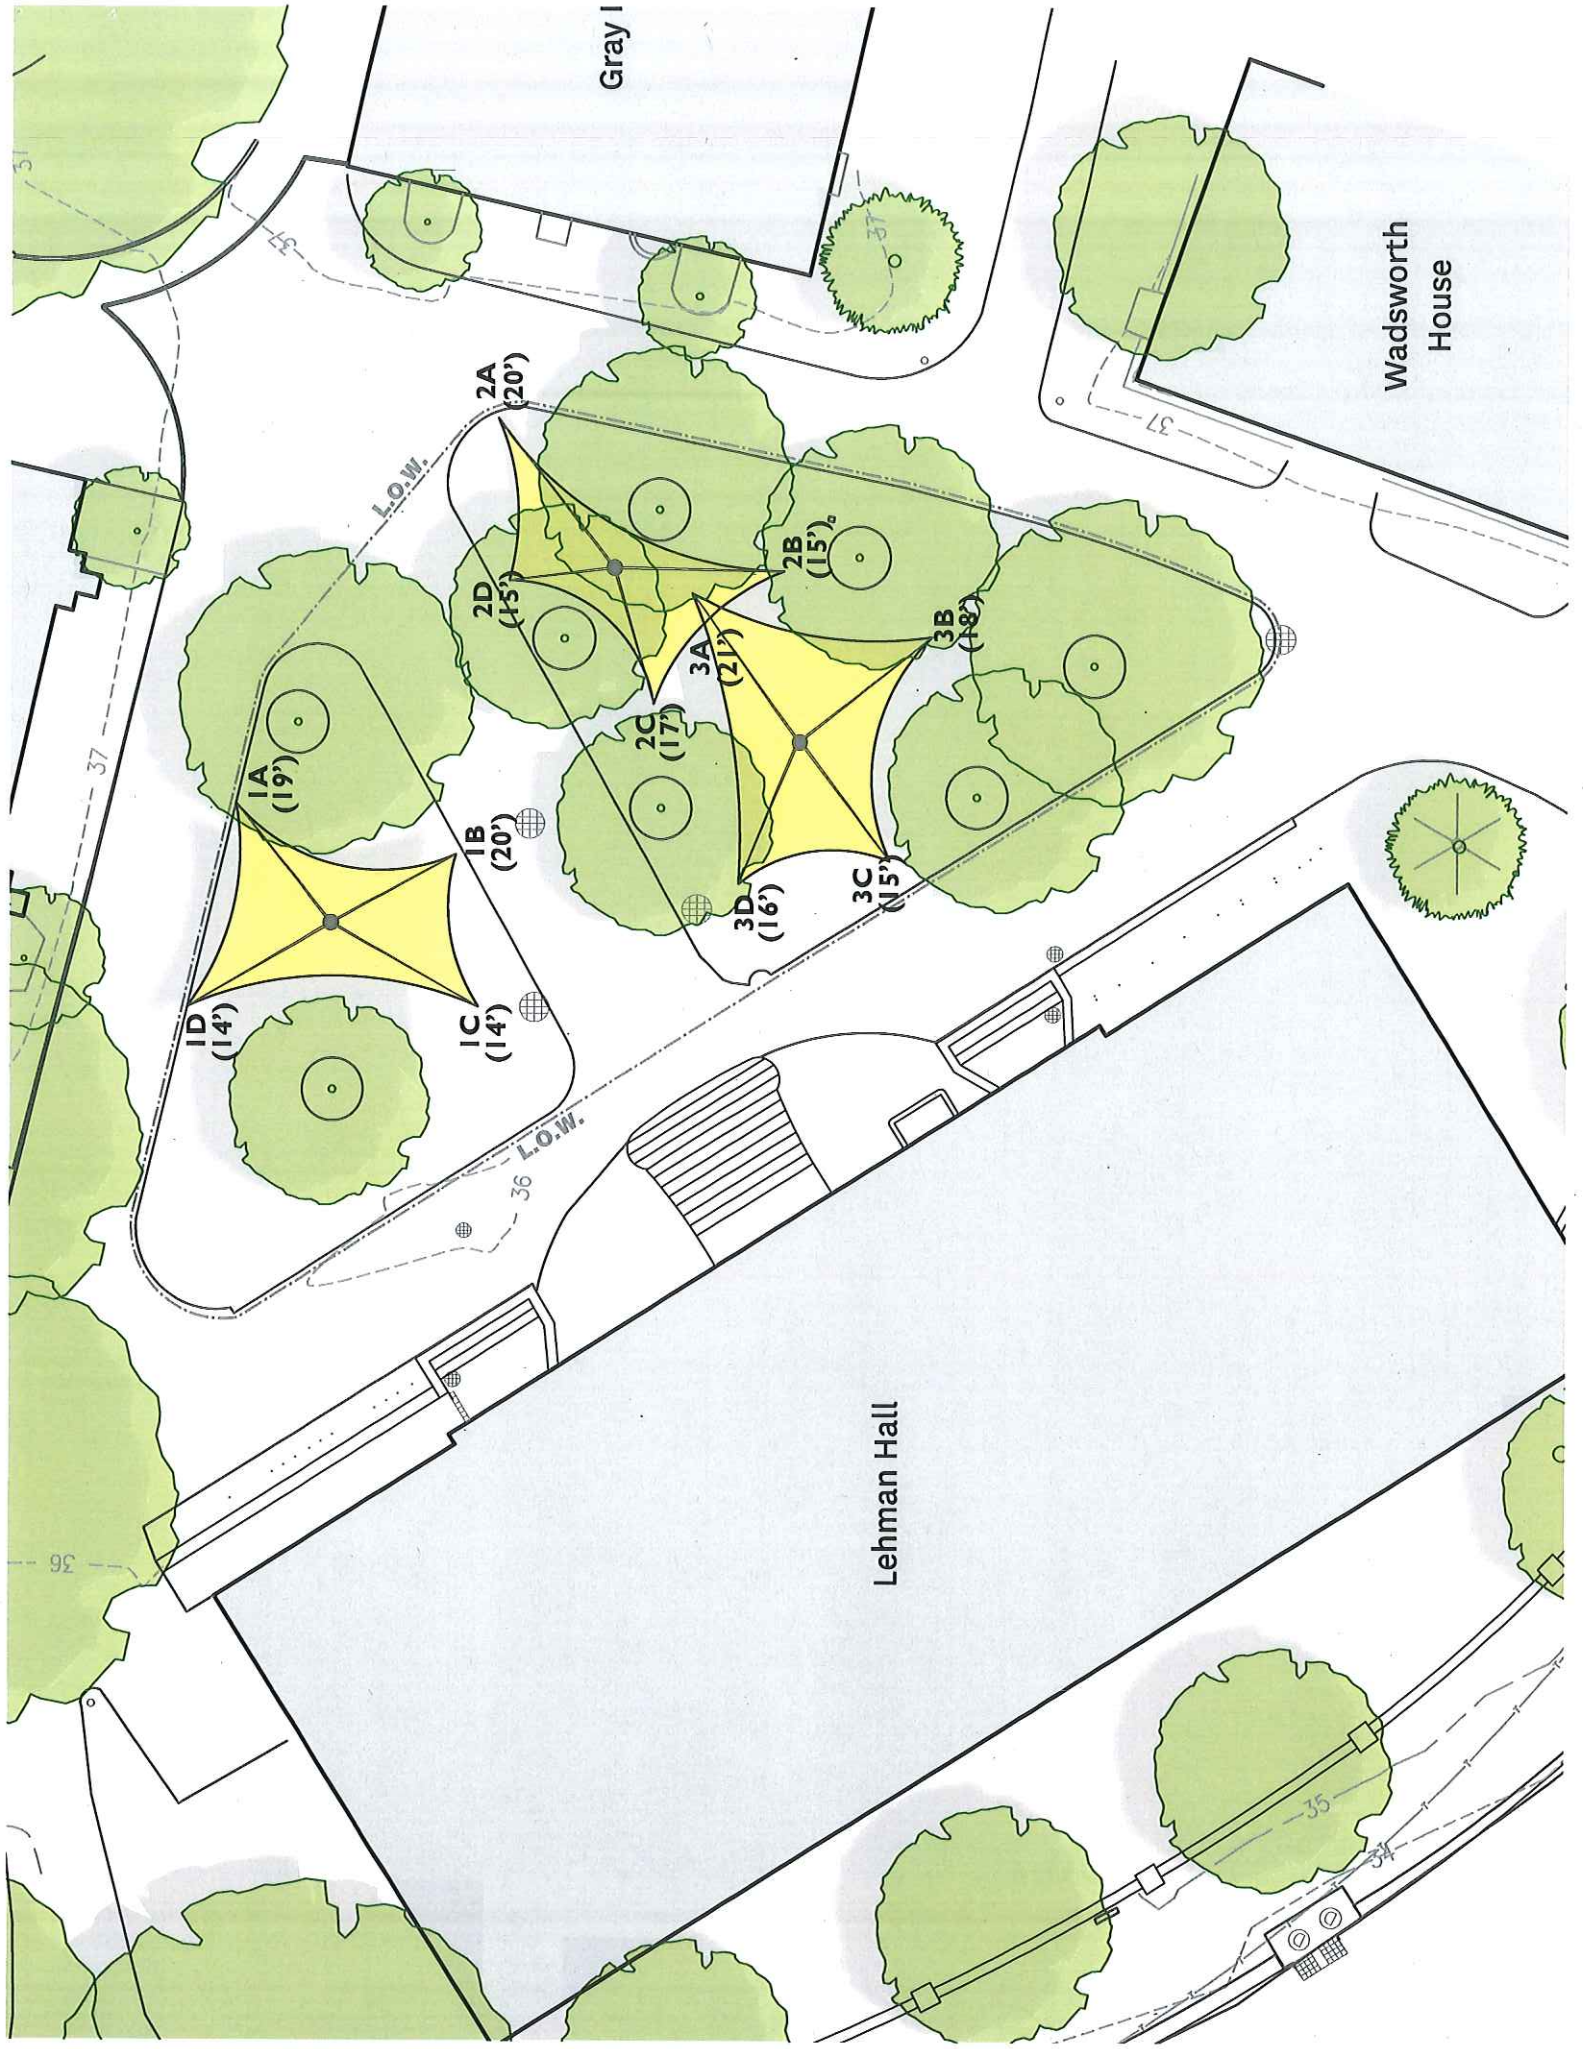 Gray
Wadsworth
House
Lehman Hall
L.O.W.
L.O.W.
1A
(19')
1B
(20')
1C
(14')
1D
(14')
2A
(20')
2B
(15')
2C
(17')
2D
(15')
3A
(21')
3B
(18')
3C
(15')
3D
(16')
37
37
37
37
37
36
36
35
34